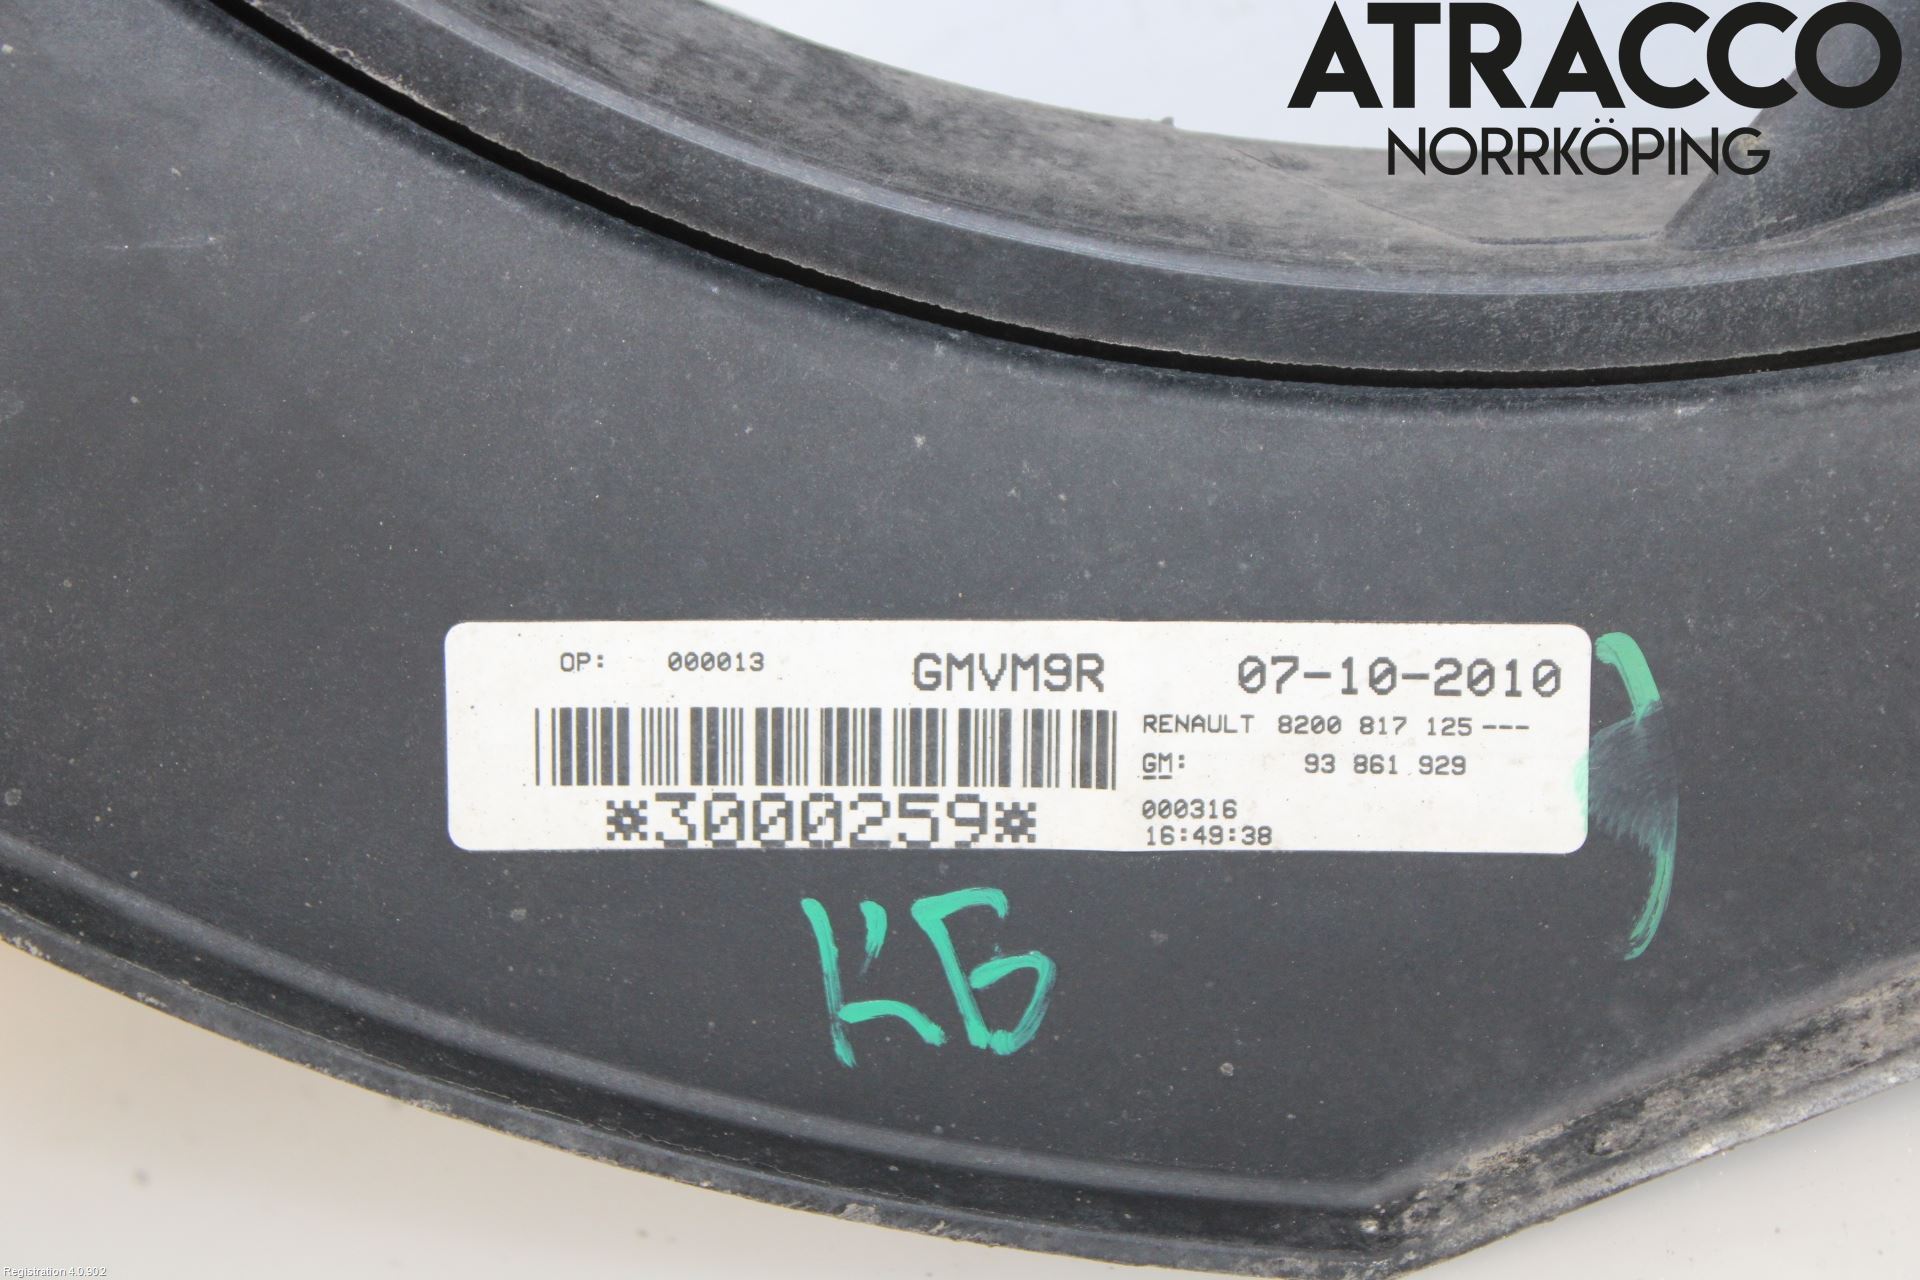 ATRACCO
NORRKÖPING
OP: 000013 GMVM9R 07-10-2010
RENAULT 8200 817 125---
GM: 93 861 929
*3000259*
000316
16:49:38
Registration 4.0.902